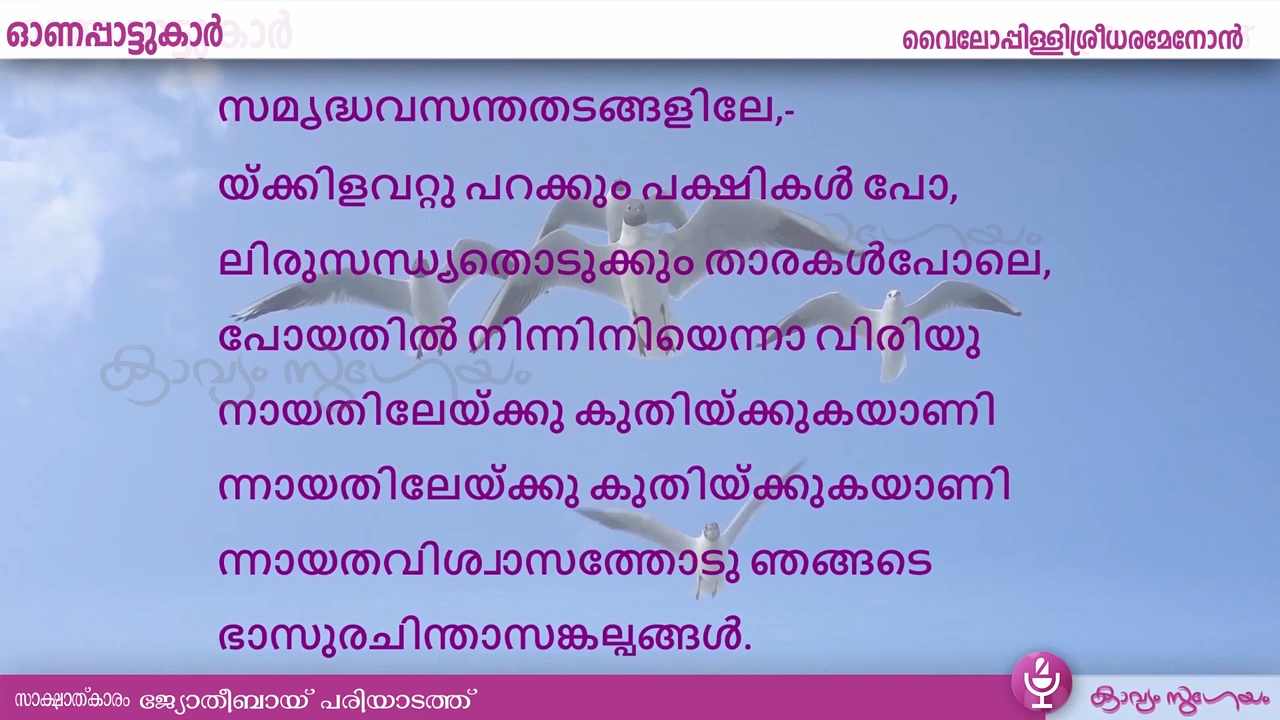 ഓണപ്പാട്ടുകാർ
വൈലോപ്പിള്ളിശ്രീധരമേനോൻ
സമൃദ്ധവസന്തതടങ്ങളിലേ,-
യ്ക്കിളവറ്റു പറക്കും പക്ഷികൾ പോ,
ലിരുസന്ധ്യതൊടുക്കും താരകൾപോലെ,
പോയതിൽ നിന്നിനിയെന്നാ വിരിയു
നായതിലേയ്ക്കു കുതിയ്ക്കുകയാണി
ന്നായതിലേയ്ക്കു കുതിയ്ക്കുകയാണി
ന്നായതവിശ്വാസത്തോടു ഞങ്ങടെ
ഭാസുരചിന്താസങ്കല്പങ്ങൾ.
കാവ്യം സുഗേയം
സാക്ഷാത്കാരം ജ്യോതീബായ് പരിയാടത്ത്
കാവ്യം സുഗേയം